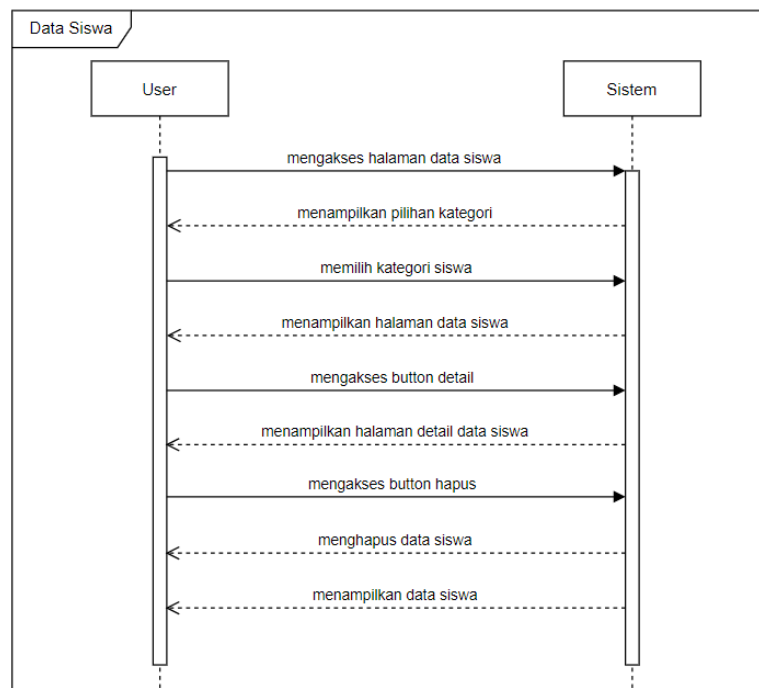 Data Siswa
User
Sistem
mengakses halaman data siswa
menampilkan pilihan kategori
memilih kategori siswa
menampilkan halaman data siswa
mengakses button detail
menampilkan halaman detail data siswa
mengakses button hapus
menghapus data siswa
menampilkan data siswa